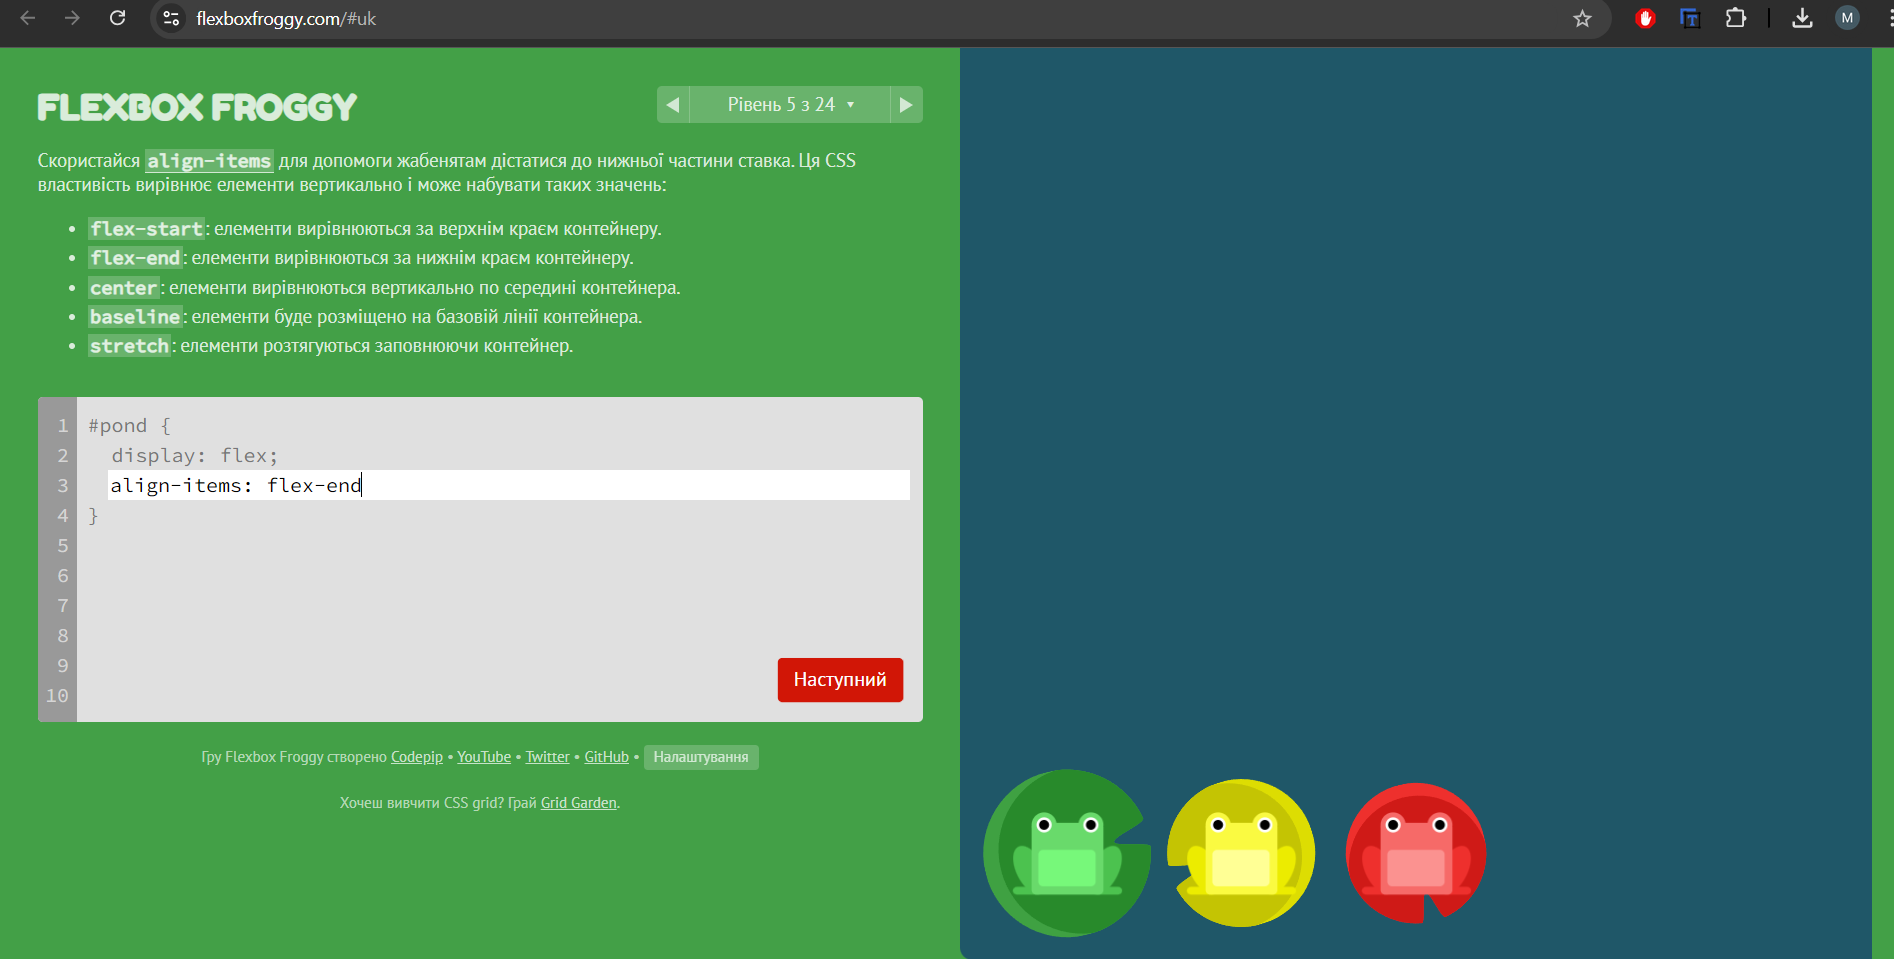 flexboxfroggy.com/#uk
M
FLEXBOX FROGGY
Рівень 5 з 24
Скористайся align-items для допомоги жабенятам дістатися до нижньої частини ставка. Ця CSS
властивість вирівнює елементи вертикально і може набувати таких значень:
flex-start: елементи вирівнюються за верхнім краєм контейнеру.
flex-end: елементи вирівнюються за нижнім краєм контейнеру.
center: елементи вирівнюються вертикально по середині контейнера.
baseline: елементи буде розміщено на базовій лінії контейнера.
stretch: елементи розтягуються заповнюючи контейнер.
1 #pond {
2 display: flex;
3 align-items: flex-end
4 }
5
6
7
8
9
10
Наступний
Гру Flexbox Froggy створено Codepip • YouTube • Twitter • GitHub • Налаштування
Хочеш вивчити CSS grid? Грай Grid Garden.